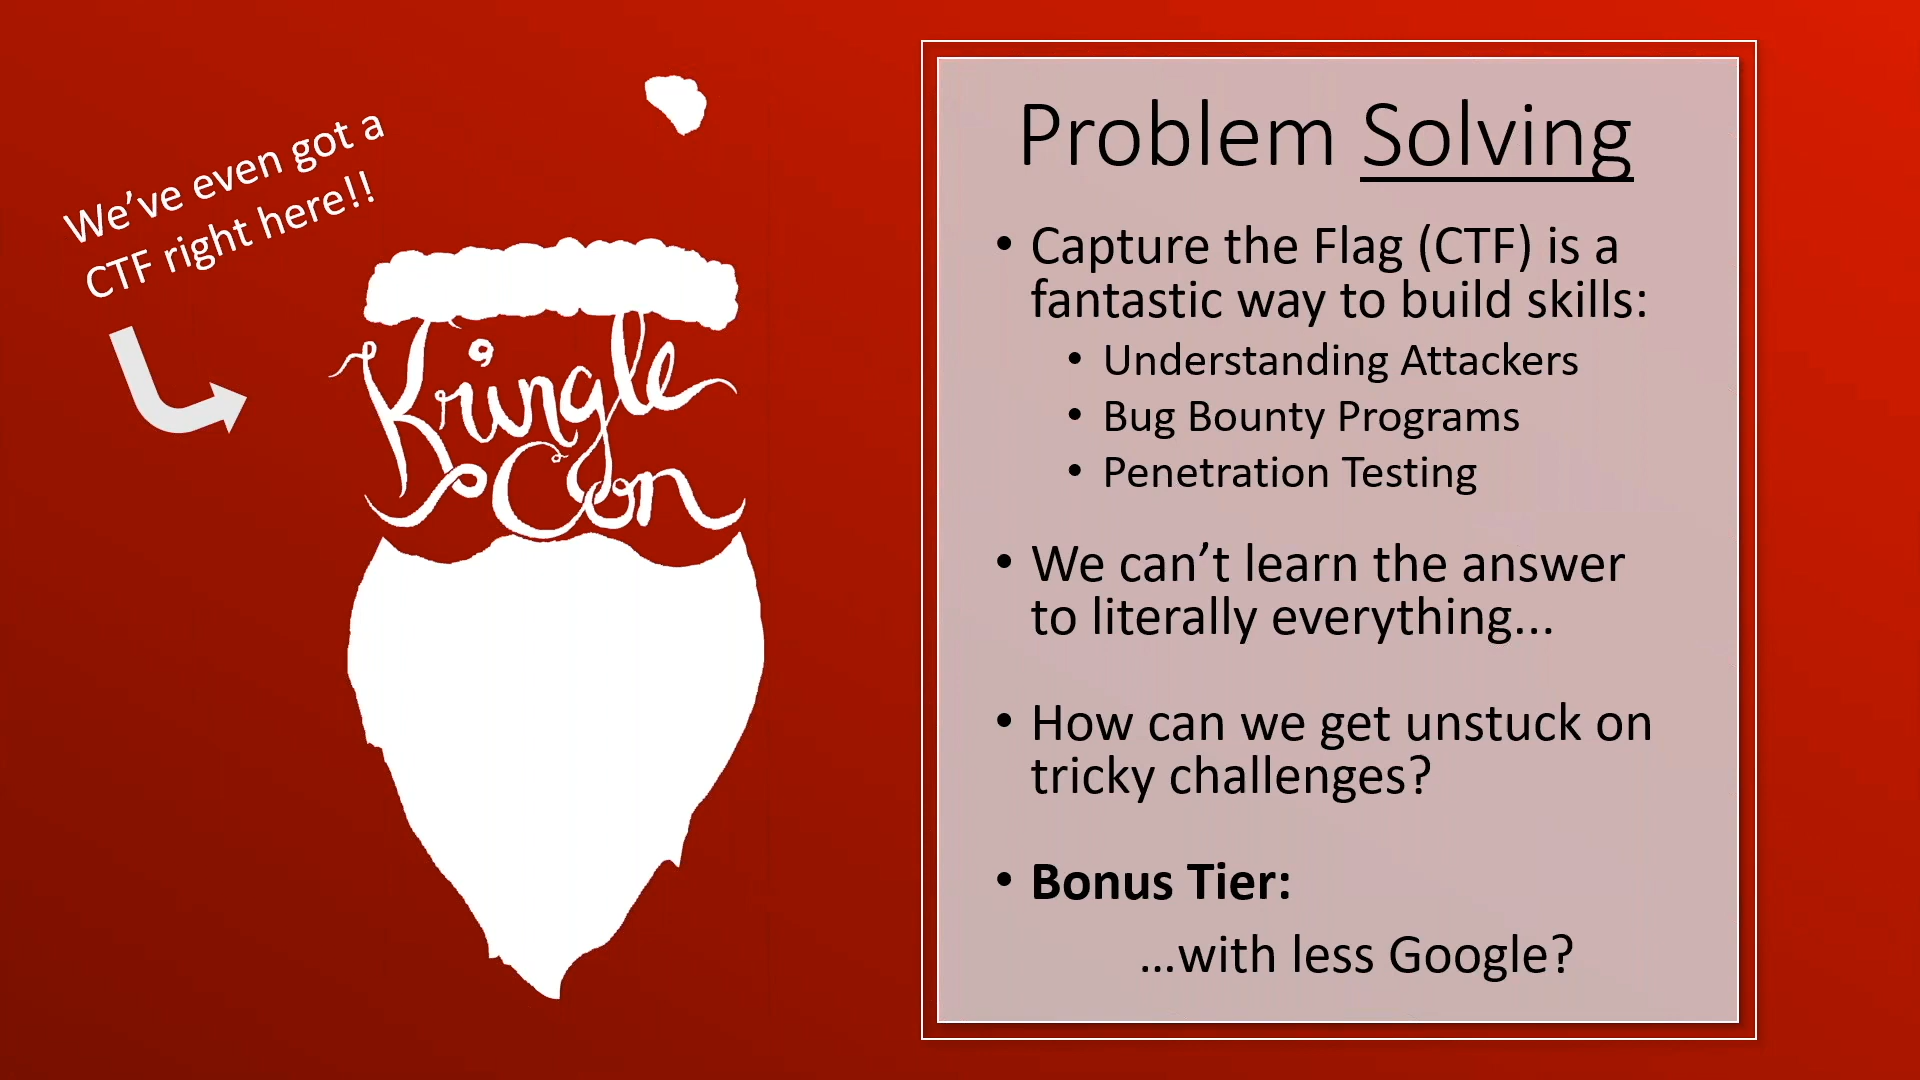 We’ve even got a
CTF right here!!
Kringle
Con
Problem Solving
• Capture the Flag (CTF) is a
fantastic way to build skills:
• Understanding Attackers
• Bug Bounty Programs
• Penetration Testing
• We can’t learn the answer
to literally everything...
• How can we get unstuck on
tricky challenges?
• Bonus Tier:
...with less Google?